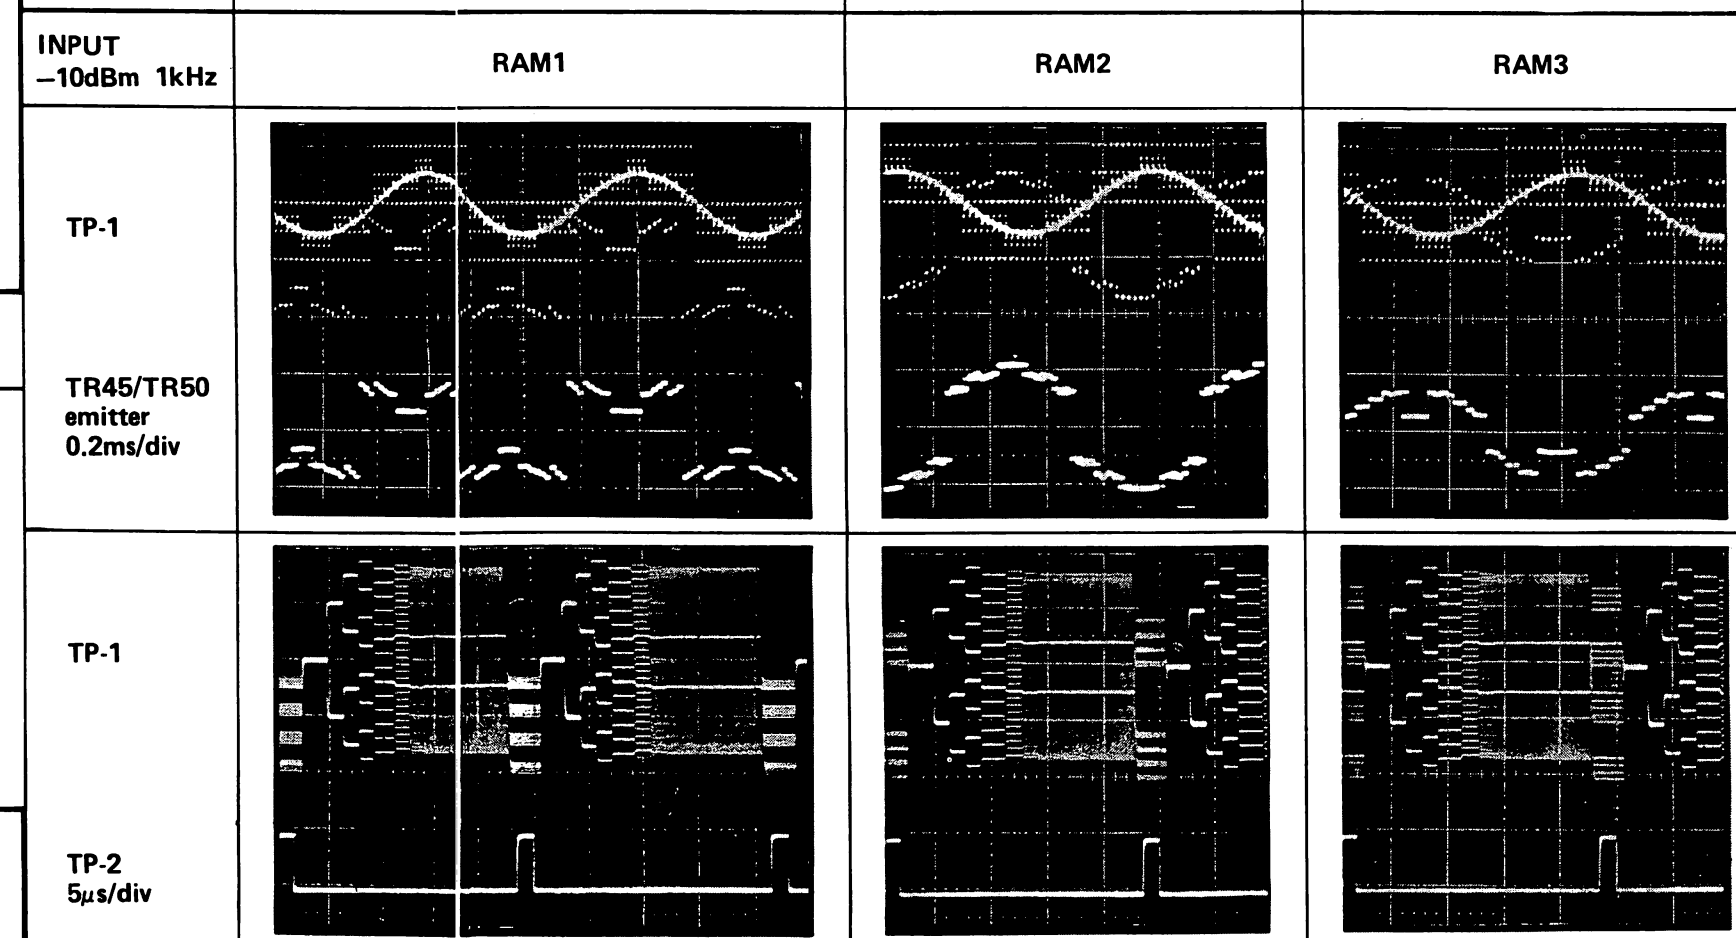 INPUT
—10dBm 1kHz
RAM1
RAM2
RAM3
TP-1
TR45/TR50
emitter
0.2ms/div
TP-1
TP-2
5μs/div